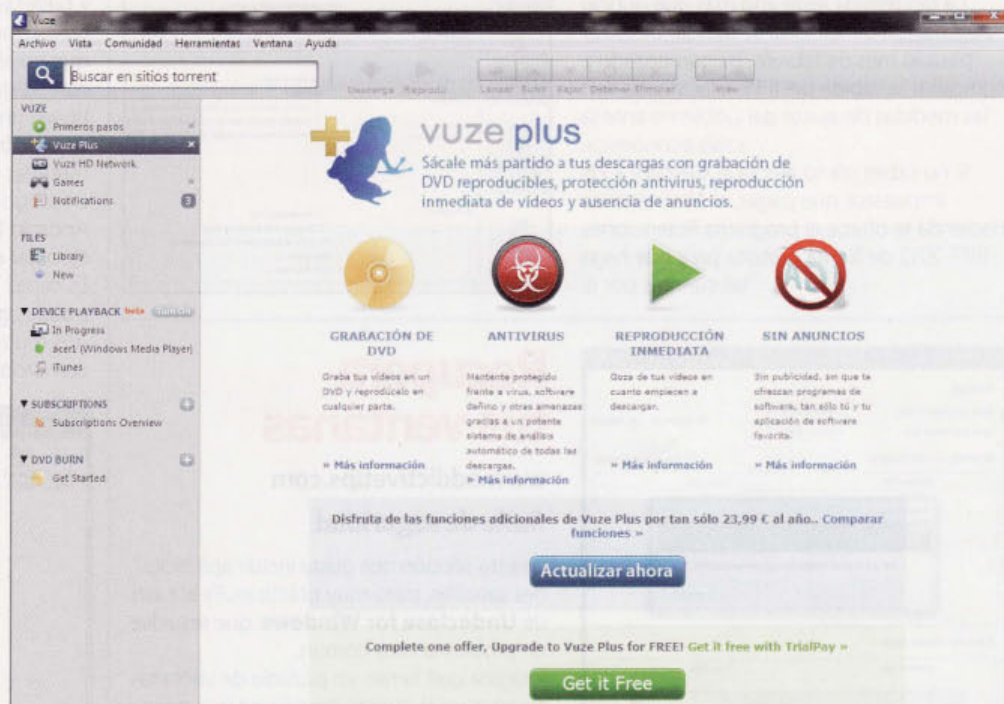 Vuze
Archivo Vista Comunidad Herramientas Ventana Ayuda
Buscar en sitios torrent
Descarga Reprodu
Lanzar Subir Bajar Detener Eliminar
VUZE
Primeros pasos
Vuze Plus
Vuze HD Network
Games
Notifications 3
FILES
Library
New
DEVICE PLAYBACK beta
In Progress
acer1 (Windows Media Player)
iTunes
SUBSCRIPTIONS
Subscriptions Overview
DVD BURN
Get Started
vuze plus
Sácale más partido a tus descargas con grabación de
DVD reproducibles, protección antivirus, reproducción
inmediata de vídeos y ausencia de anuncios.
GRABACIÓN DE
DVD
Graba tus vídeos en un
DVD y reprodúcelo en
cualquier parte.
» Más información
ANTIVIRUS
Mantente protegido
frente a virus, software
dañino y otras amenazas
gracias a un potente
sistema de análisis
automático de todas las
descargas.
» Más información
REPRODUCCIÓN
INMEDIATA
Goza de tus vídeos en
cuanto empiecen a
descargar.
» Más información
SIN ANUNCIOS
Sin publicidad, sin que te
ofrezcan programas de
software, tan sólo tú y tu
aplicación de software
favorita.
» Más información
Disfruta de las funciones adicionales de Vuze Plus por tan sólo 23,99 € al año.. Comparar
funciones »
Actualizar ahora
Complete one offer, Upgrade to Vuze Plus for FREE! Get it free with TrialPay »
Get it Free